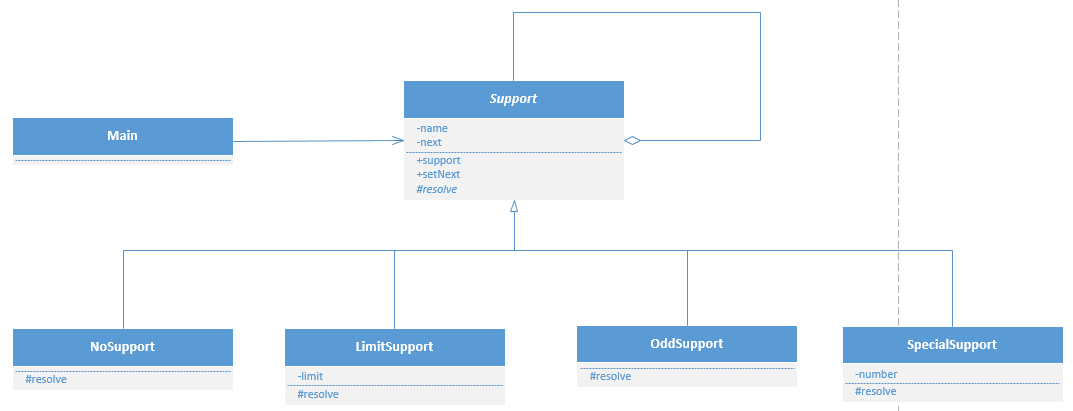 Support
-name
-next
+support
+setNext
#resolve
Main
NoSupport
#resolve
LimitSupport
-limit
#resolve
OddSupport
#resolve
SpecialSupport
-number
#resolve